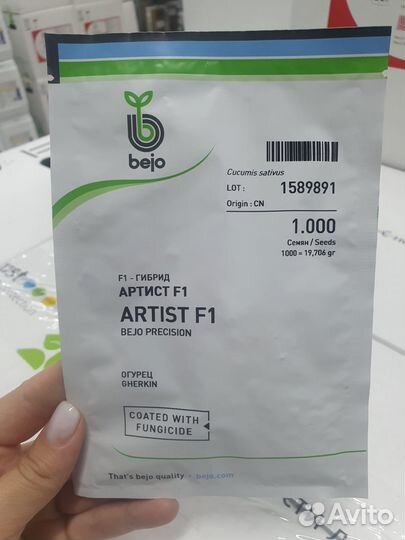 bejo
Cucumis sativus
LOT : 1589891
Origin : CN
1.000
Семян / Seeds
1000 = 19,706 gr
F1 - ГИБРИД
АРТИСТ F1
ARTIST F1
BEJO PRECISION
ОГУРЕЦ
GHERKIN
COATED WITH
FUNGICIDE
That's bejo quality - bejo.com
Avito